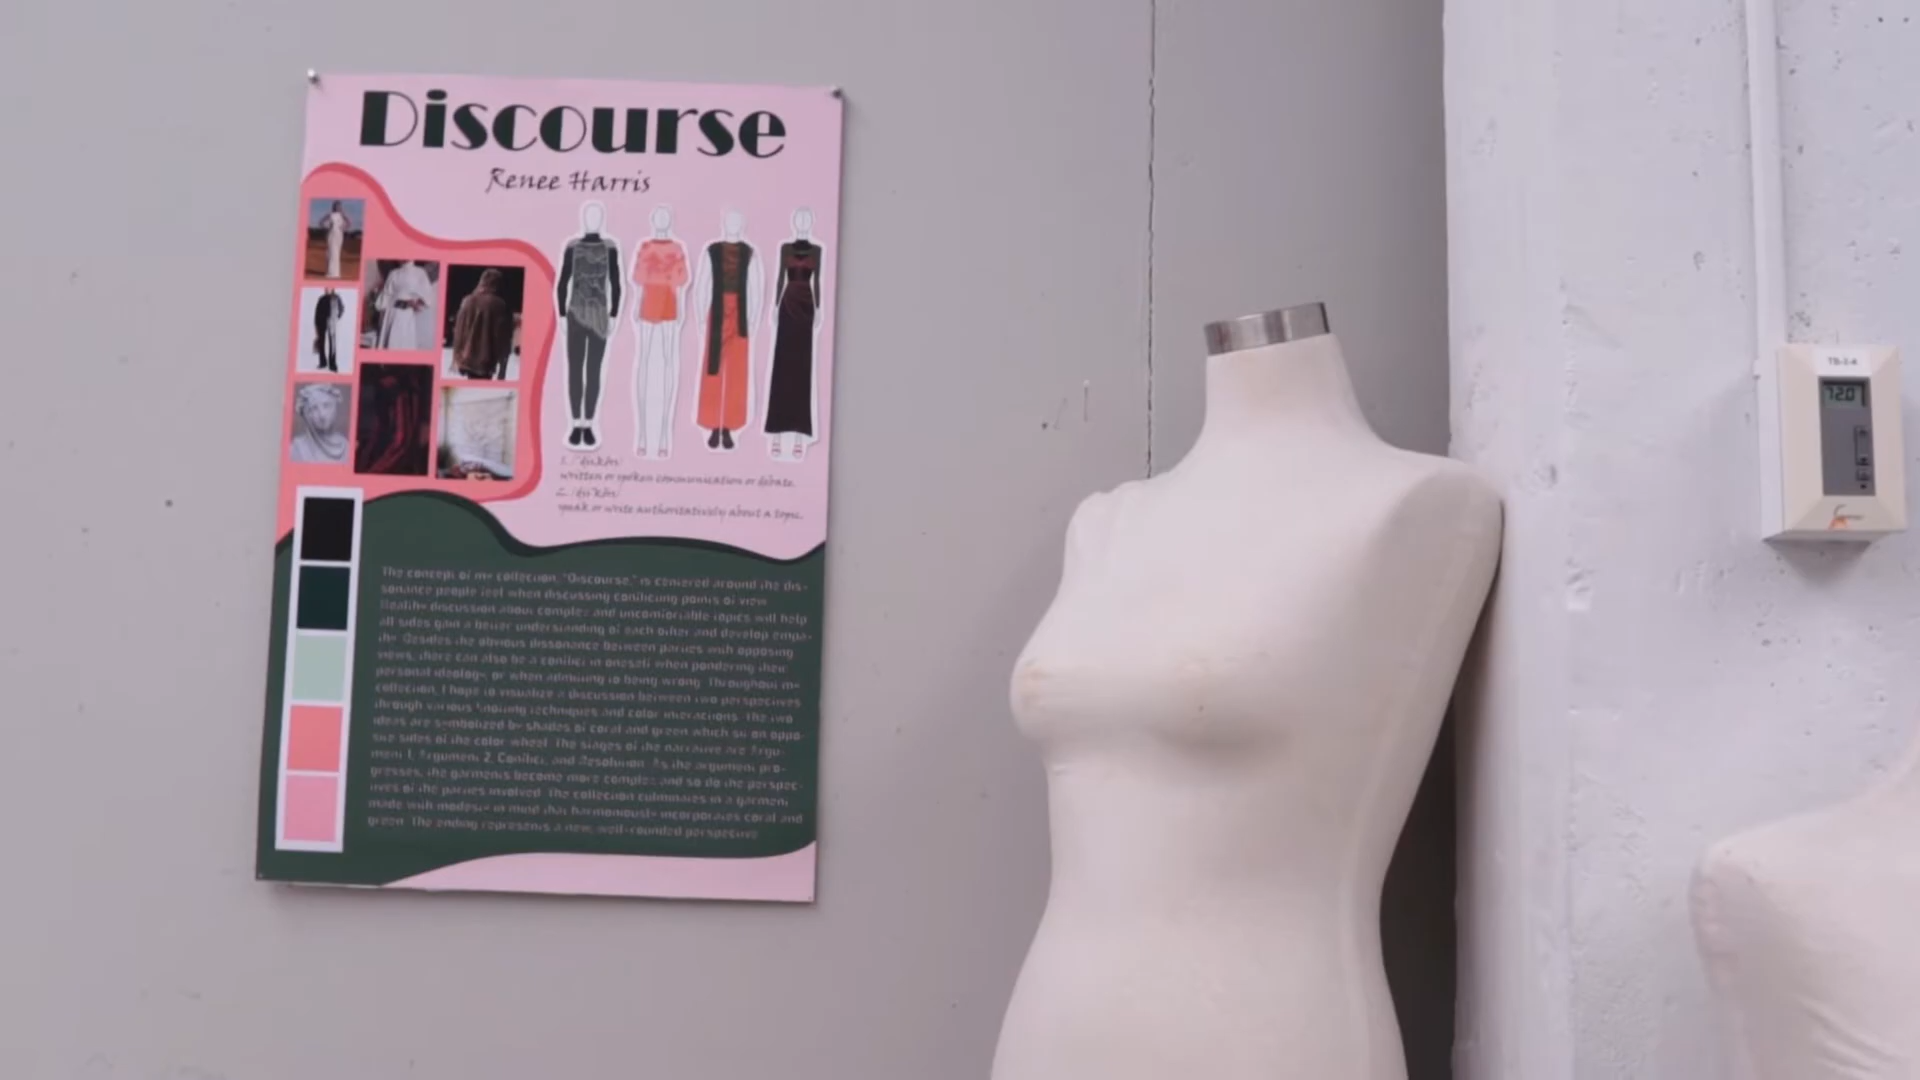 Discourse
Renee Harris
written or spoken communication or debate.
speak or write authoritatively about a topic.
The concept of my collection, "Discourse," is centered around the dis-
sonance people feel when discussing conflicting points of view.
Healthy discussion about complex and uncomfortable topics will help
all sides gain a better understanding of each other and develop empa-
thy. Besides the obvious dissonance between parties with opposing
views, there can also be a conflict in oneself when pondering their
personal ideology, or when admitting to being wrong. Throughout my
collection, I hope to visualize a discussion between two perspectives
through various knotting techniques and color interactions. The two
ideas are symbolized by shades of coral and green which sit on oppo-
site sides of the color wheel. The stages of the narrative are Argu-
ment 1, Argument 2, Conflict, and Resolution. As the argument pro-
gresses, the garments become more complex and so do the perspec-
tives of the parties involved. The collection culminates in a garment
made with modesty in mind that harmoniously incorporates coral and
green. The ending represents a new, well-rounded perspective.
72.0